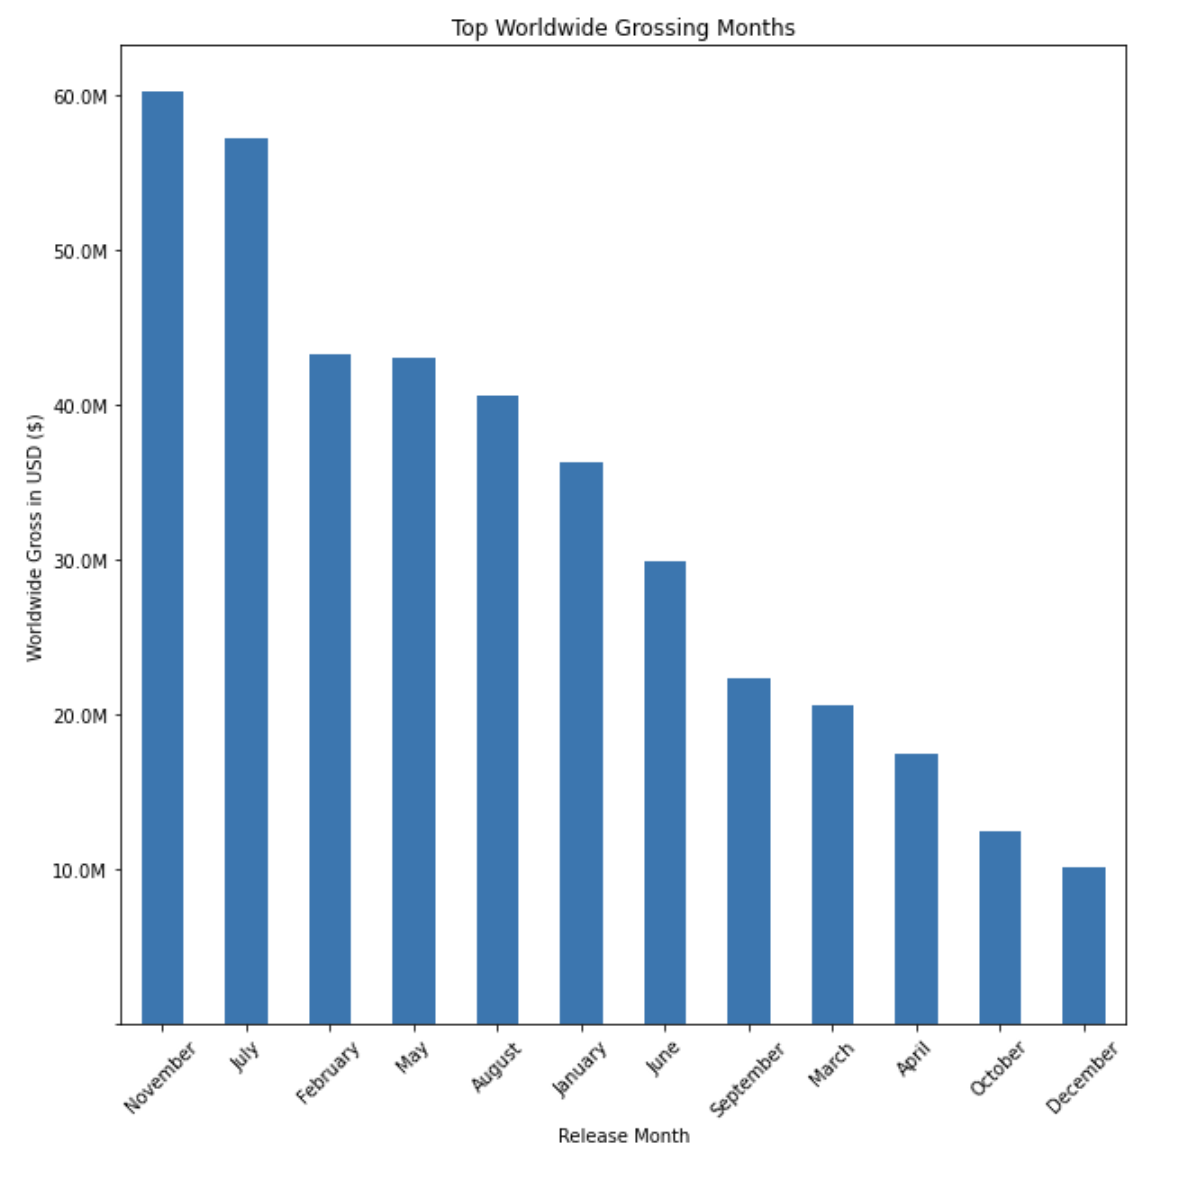 Top Worldwide Grossing Months
60.0M
50.0M
40.0M
30.0M
20.0M
10.0M
Worldwide Gross in USD ($)
November
July
February
May
August
January
June
September
March
April
October
December
Release Month